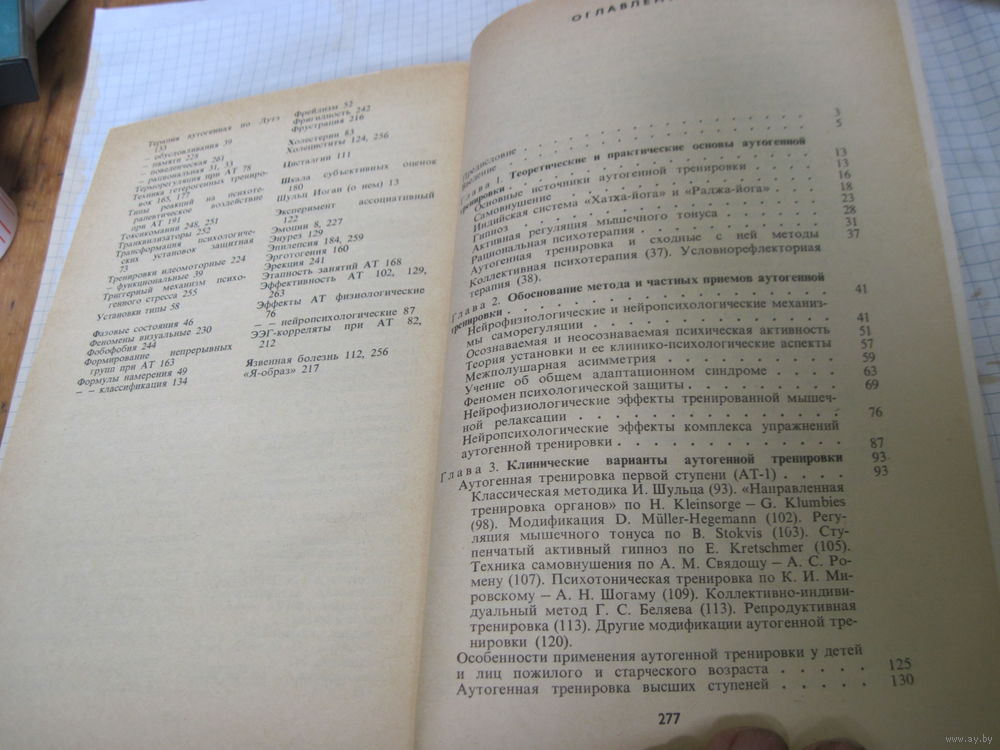 Терапия аутогенная по Лутэ
133
– обусловливания 39
– памяти 228
– поведенческая 261
– рациональная 31, 33
Терморегуляция при АТ 78
Техника гетерогенных трениро-
вок 165, 177
Типы реакций на психоте-
рапевтическое воздействие
при АТ 191
Токсикомании 248, 251
Транквилизаторы 252
Трансформация психологиче-
ских установок защитная
73
Тренировки идеомоторные 224
– функциональные 39
Триггерный механизм психо-
генного стресса 255
Установки типы 58
Фазовые состояния 46
Феномены визуальные 230
Фобофобия 244
Формирование непрерывных
групп при АТ 163
Формулы намерения 49
– – классификация 134
Фрейдизм 52
Фригидность 242
Фрустрация 216
Холестерин 83
Холециститы 124, 256
Цисталгии 111
Шкала субъективных оценок
180
Шульц Иоган (о нем) 13
Эксперимент ассоциативный
122
Эмоции 8, 227
Энурез 129
Эпилепсия 184, 259
Эрготогения 160
Эрекция 241
Этапность занятий АТ 168
Эффективность АТ 102, 129,
263
Эффекты АТ физиологические
76
– – нейропсихологические 87
ЭЭГ-корреляты при АТ 82,
212
Язвенная болезнь 112, 256
«Я-образ» 217
ОГЛАВЛЕН
Предисловие . . . . . 3
Введение . . . . . 5
Глава 1. Теоретические и практические основы аутогенной
тренировки . . . . . 13
Основные источники аутогенной тренировки . . . . . 13
Самовнушение . . . . . 16
Индийская система «Хатха-йога» и «Раджа-йога» . 18
Гипноз . . . . . 23
Активная регуляция мышечного тонуса . . . . . 28
Рациональная психотерапия . . . . . 31
Аутогенная тренировка и сходные с ней методы 37
Коллективная психотерапия (37). Условнорефлекторная
терапия (38).
Глава 2. Обоснование метода и частных приемов аутогенной
тренировки . . . . . 41
Нейрофизиологические и нейропсихологические механиз-
мы саморегуляции . . . . . 41
Осознаваемая и неосознаваемая психическая активность 51
Теория установки и ее клинико-психологические аспекты 57
Межполушарная асимметрия . . . . . 59
Учение об общем адаптационном синдроме . . . . . 63
Феномен психологической защиты . . . . . 69
Нейрофизиологические эффекты тренированной мышеч-
ной релаксации . . . . . 76
Нейропсихологические эффекты комплекса упражнений
аутогенной тренировки . . . . . 87
Глава 3. Клинические варианты аутогенной тренировки 93
Аутогенная тренировка первой ступени (АТ-1) . . . . 93
Классическая методика И. Шульца (93). «Направленная
тренировка органов» по H. Kleinsorge – G. Klumbies
(98). Модификация D. Müller-Hegemann (102). Регу-
ляция мышечного тонуса по B. Stokvis (103). Сту-
пенчатый активный гипноз по E. Kretschmer (105).
Техника самовнушения по А. М. Свядощу – А. С. Ро-
мену (107). Психотоническая тренировка по К. И. Ми-
ровскому – А. Н. Шогаму (109). Коллективно-индиви-
дуальный метод Г. С. Беляева (113). Репродуктивная
тренировка (113). Другие модификации аутогенной тре-
нировки (120).
Особенности применения аутогенной тренировки у детей
и лиц пожилого и старческого возраста . . . . . 125
Аутогенная тренировка высших ступеней . . . . . 130
277
www.ay.by